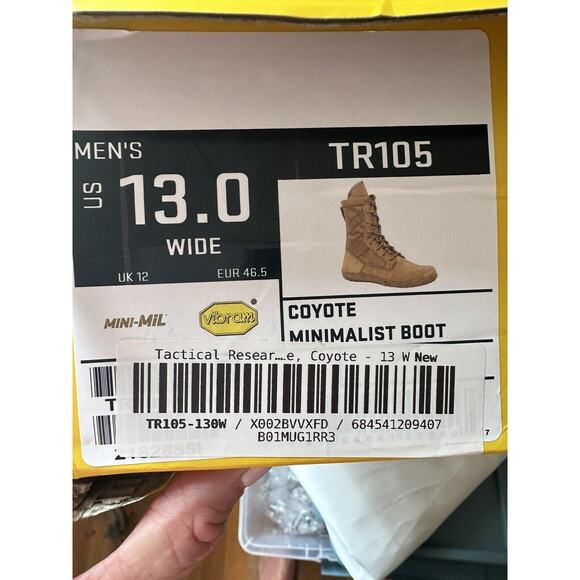 MEN'S
US 13.0
WIDE
UK 12 EUR 46.5
TR105
MINI-MiL
vibram
COYOTE
MINIMALIST BOOT
Tactical Resear...e, Coyote - 13 W New
TR105-130W / X002BVVXFD / 684541209407
B01MUG1RR3
T
7